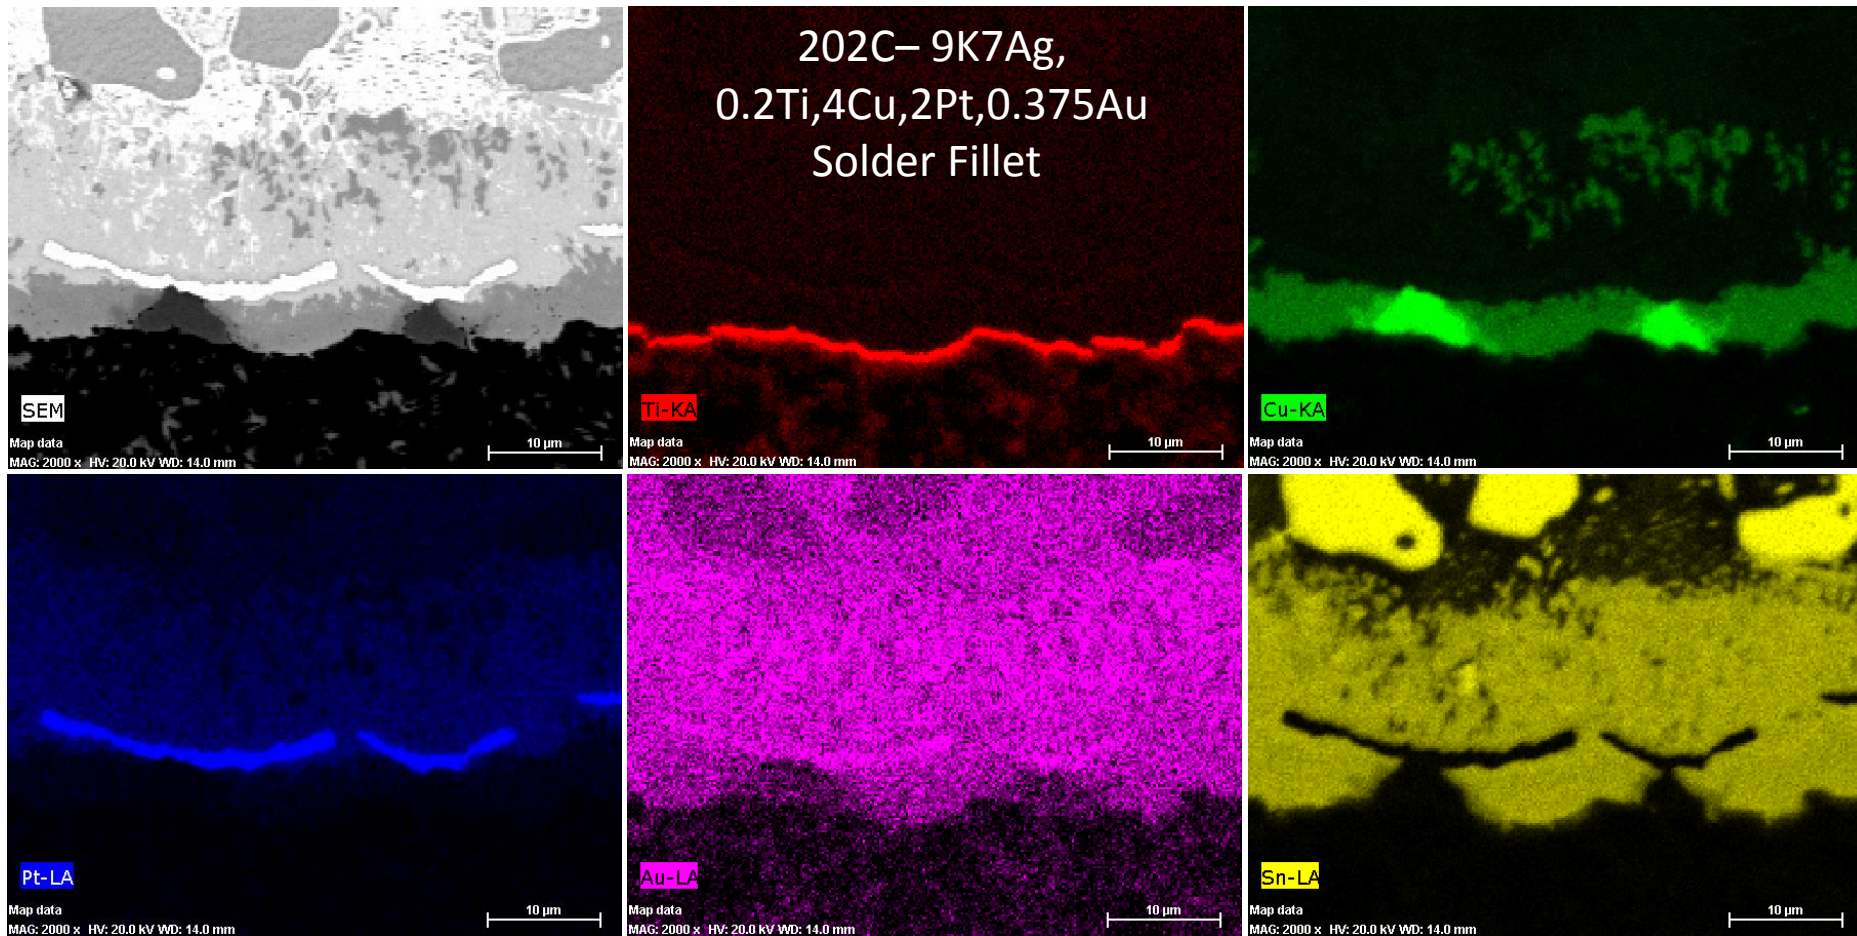 202C– 9K7Ag,
0.2Ti,4Cu,2Pt,0.375Au
Solder Fillet
SEM
Map data
MAG: 2000 x HV: 20.0 kV WD: 14.0 mm
10 µm
Ti-KA
Map data
MAG: 2000 x HV: 20.0 kV WD: 14.0 mm
10 µm
Cu-KA
Map data
MAG: 2000 x HV: 20.0 kV WD: 14.0 mm
10 µm
Pt-LA
Map data
MAG: 2000 x HV: 20.0 kV WD: 14.0 mm
10 µm
Au-LA
Map data
MAG: 2000 x HV: 20.0 kV WD: 14.0 mm
10 µm
Sn-LA
Map data
MAG: 2000 x HV: 20.0 kV WD: 14.0 mm
10 µm